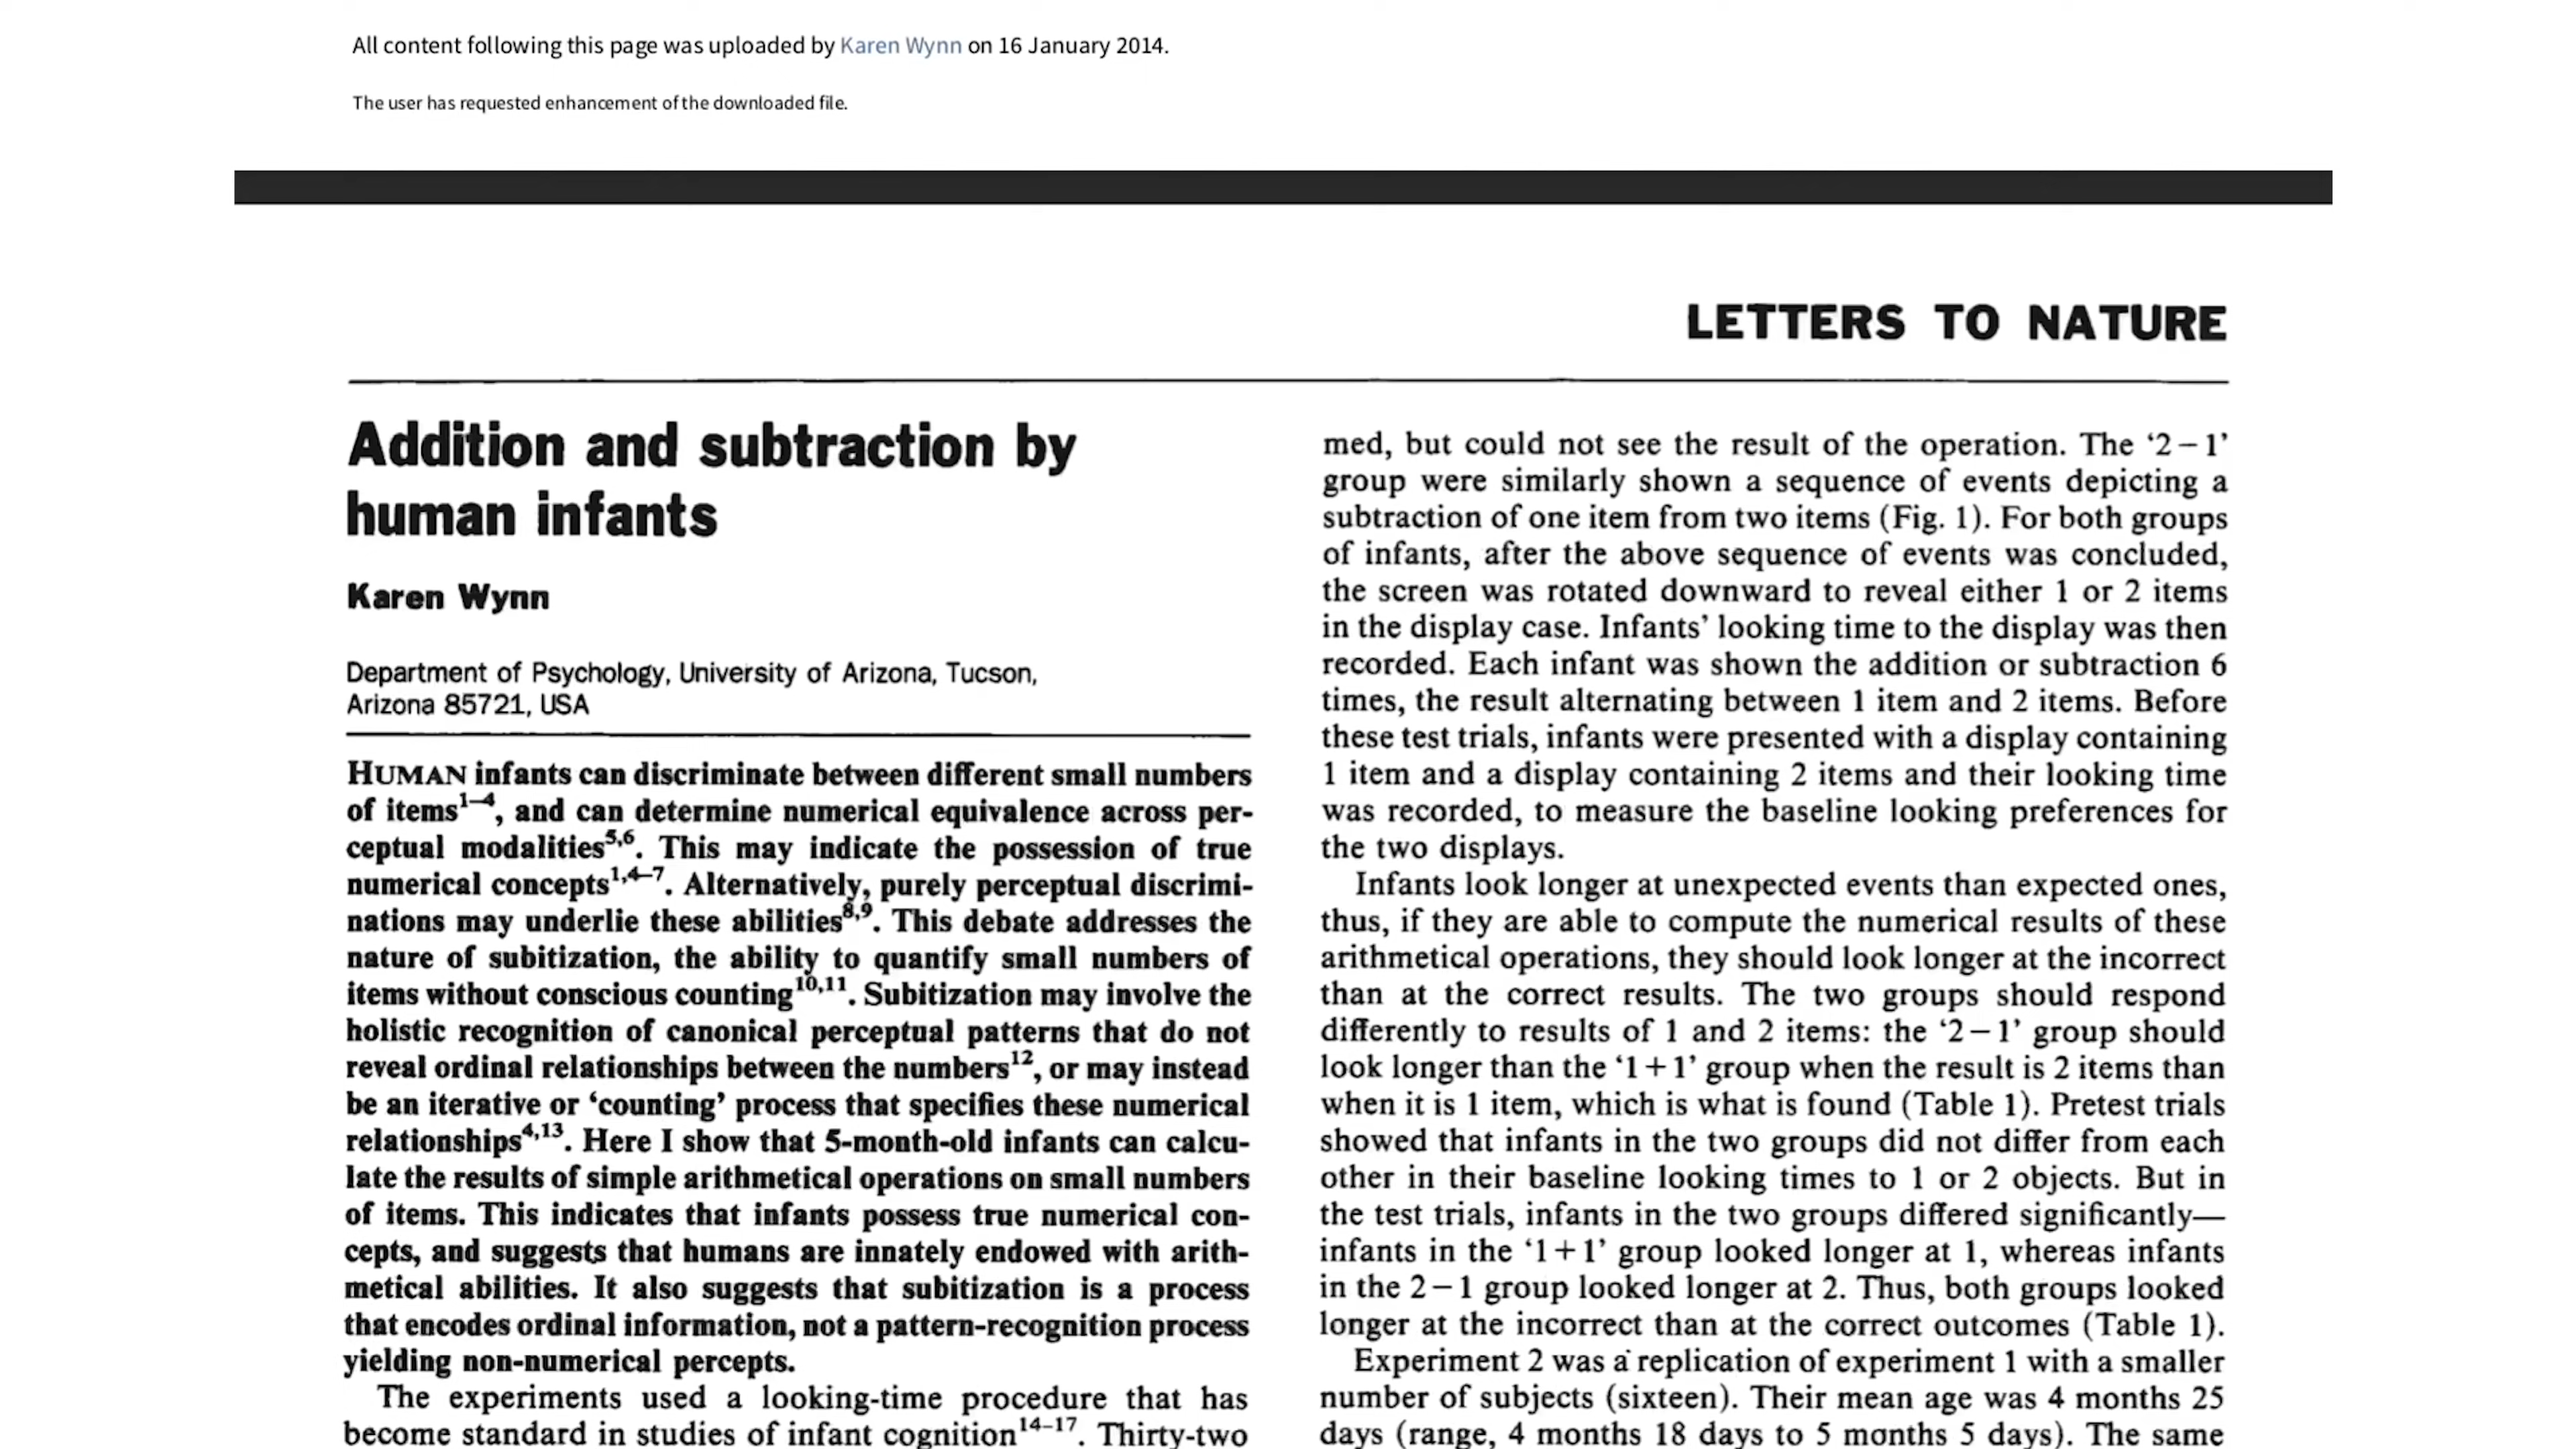 All content following this page was uploaded by Karen Wynn on 16 January 2014.
The user has requested enhancement of the downloaded file.
LETTERS TO NATURE
Addition and subtraction by
human infants
Karen Wynn
Department of Psychology, University of Arizona, Tucson,
Arizona 85721, USA
HUMAN infants can discriminate between different small numbers
of items1–4, and can determine numerical equivalence across per-
ceptual modalities5,6. This may indicate the possession of true
numerical concepts1,4–7. Alternatively, purely perceptual discrimi-
nations may underlie these abilities8,9. This debate addresses the
nature of subitization, the ability to quantify small numbers of
items without conscious counting10,11. Subitization may involve the
holistic recognition of canonical perceptual patterns that do not
reveal ordinal relationships between the numbers12, or may instead
be an iterative or ‘counting’ process that specifies these numerical
relationships4,13. Here I show that 5-month-old infants can calcu-
late the results of simple arithmetical operations on small numbers
of items. This indicates that infants possess true numerical con-
cepts, and suggests that humans are innately endowed with arith-
metical abilities. It also suggests that subitization is a process
that encodes ordinal information, not a pattern-recognition process
yielding non-numerical percepts.
The experiments used a looking-time procedure that has
become standard in studies of infant cognition14–17. Thirty-two
med, but could not see the result of the operation. The ‘2 – 1’
group were similarly shown a sequence of events depicting a
subtraction of one item from two items (Fig. 1). For both groups
of infants, after the above sequence of events was concluded,
the screen was rotated downward to reveal either 1 or 2 items
in the display case. Infants’ looking time to the display was then
recorded. Each infant was shown the addition or subtraction 6
times, the result alternating between 1 item and 2 items. Before
these test trials, infants were presented with a display containing
1 item and a display containing 2 items and their looking time
was recorded, to measure the baseline looking preferences for
the two displays.
Infants look longer at unexpected events than expected ones,
thus, if they are able to compute the numerical results of these
arithmetical operations, they should look longer at the incorrect
than at the correct results. The two groups should respond
differently to results of 1 and 2 items: the ‘2 – 1’ group should
look longer than the ‘1 + 1’ group when the result is 2 items than
when it is 1 item, which is what is found (Table 1). Pretest trials
showed that infants in the two groups did not differ from each
other in their baseline looking times to 1 or 2 objects. But in
the test trials, infants in the two groups differed significantly—
infants in the ‘1 + 1’ group looked longer at 1, whereas infants
in the 2 – 1 group looked longer at 2. Thus, both groups looked
longer at the incorrect than at the correct outcomes (Table 1).
Experiment 2 was a replication of experiment 1 with a smaller
number of subjects (sixteen). Their mean age was 4 months 25
days (range, 4 months 18 days to 5 months 5 days). The same